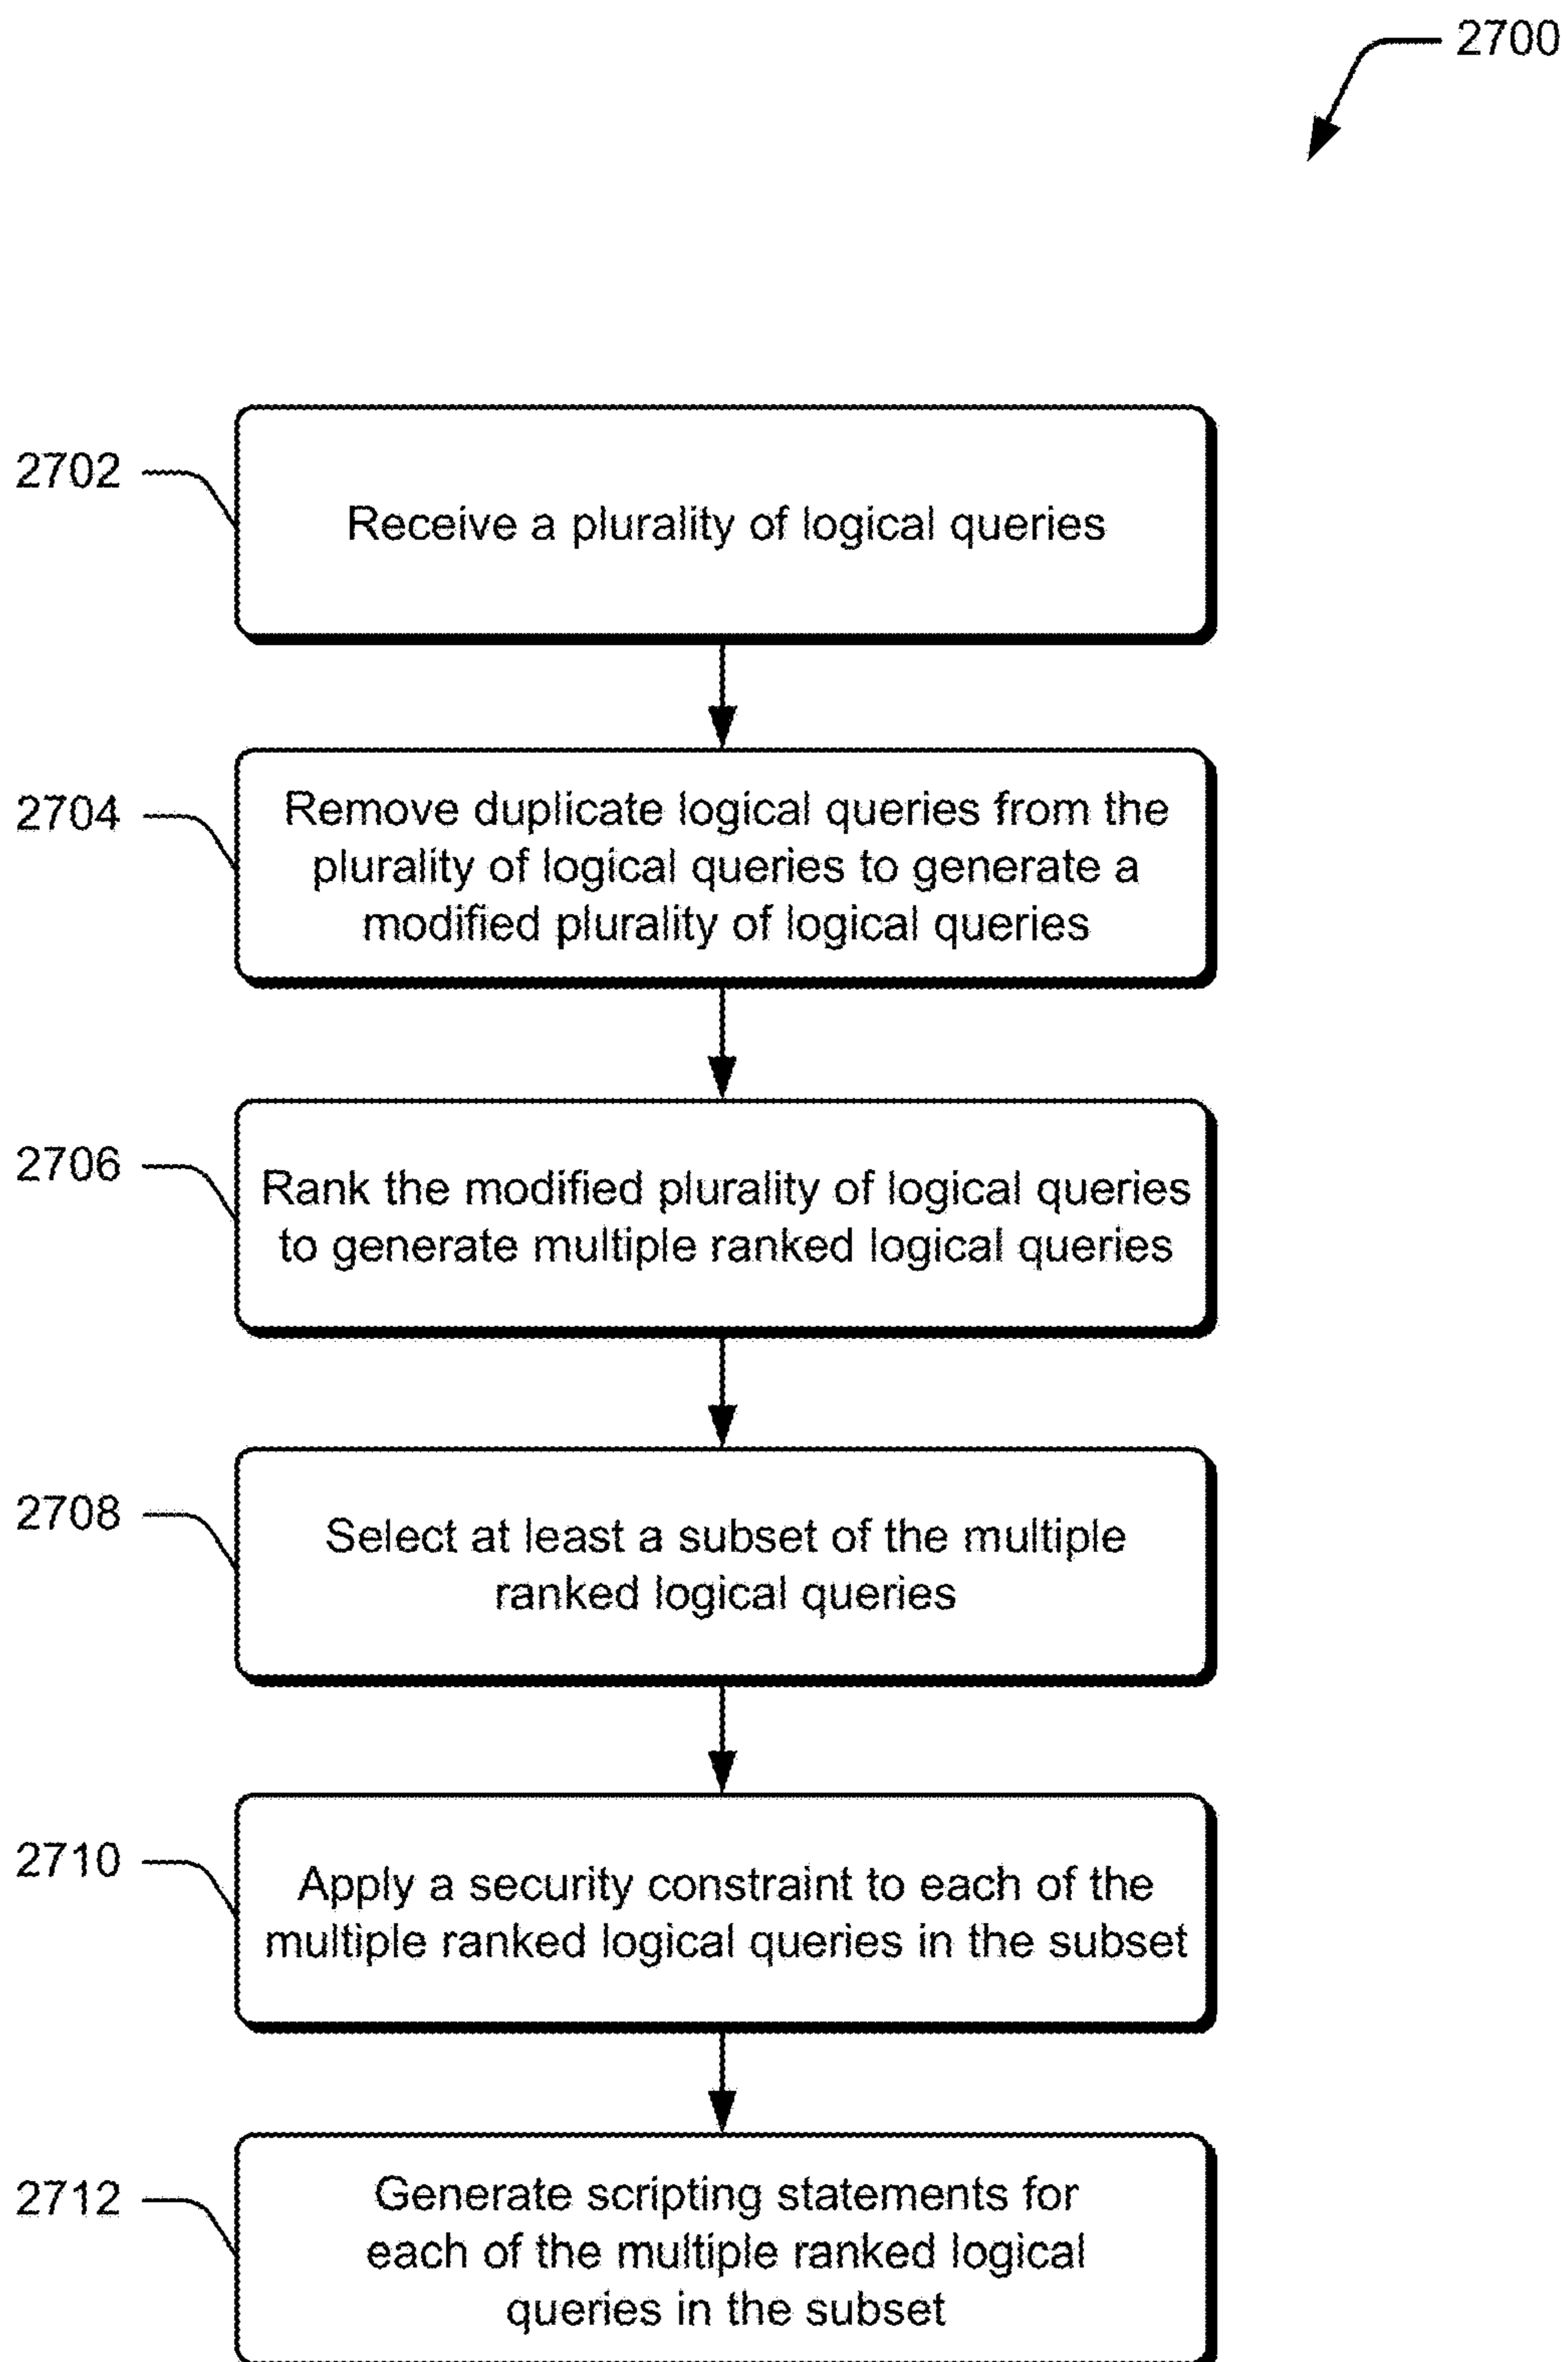 2700
2702
Receive a plurality of logical queries
2704
Remove duplicate logical queries from the
plurality of logical queries to generate a
modified plurality of logical queries
2706
Rank the modified plurality of logical queries
to generate multiple ranked logical queries
2708
Select at least a subset of the multiple
ranked logical queries
2710
Apply a security constraint to each of the
multiple ranked logical queries in the subset
2712
Generate scripting statements for
each of the multiple ranked logical
queries in the subset